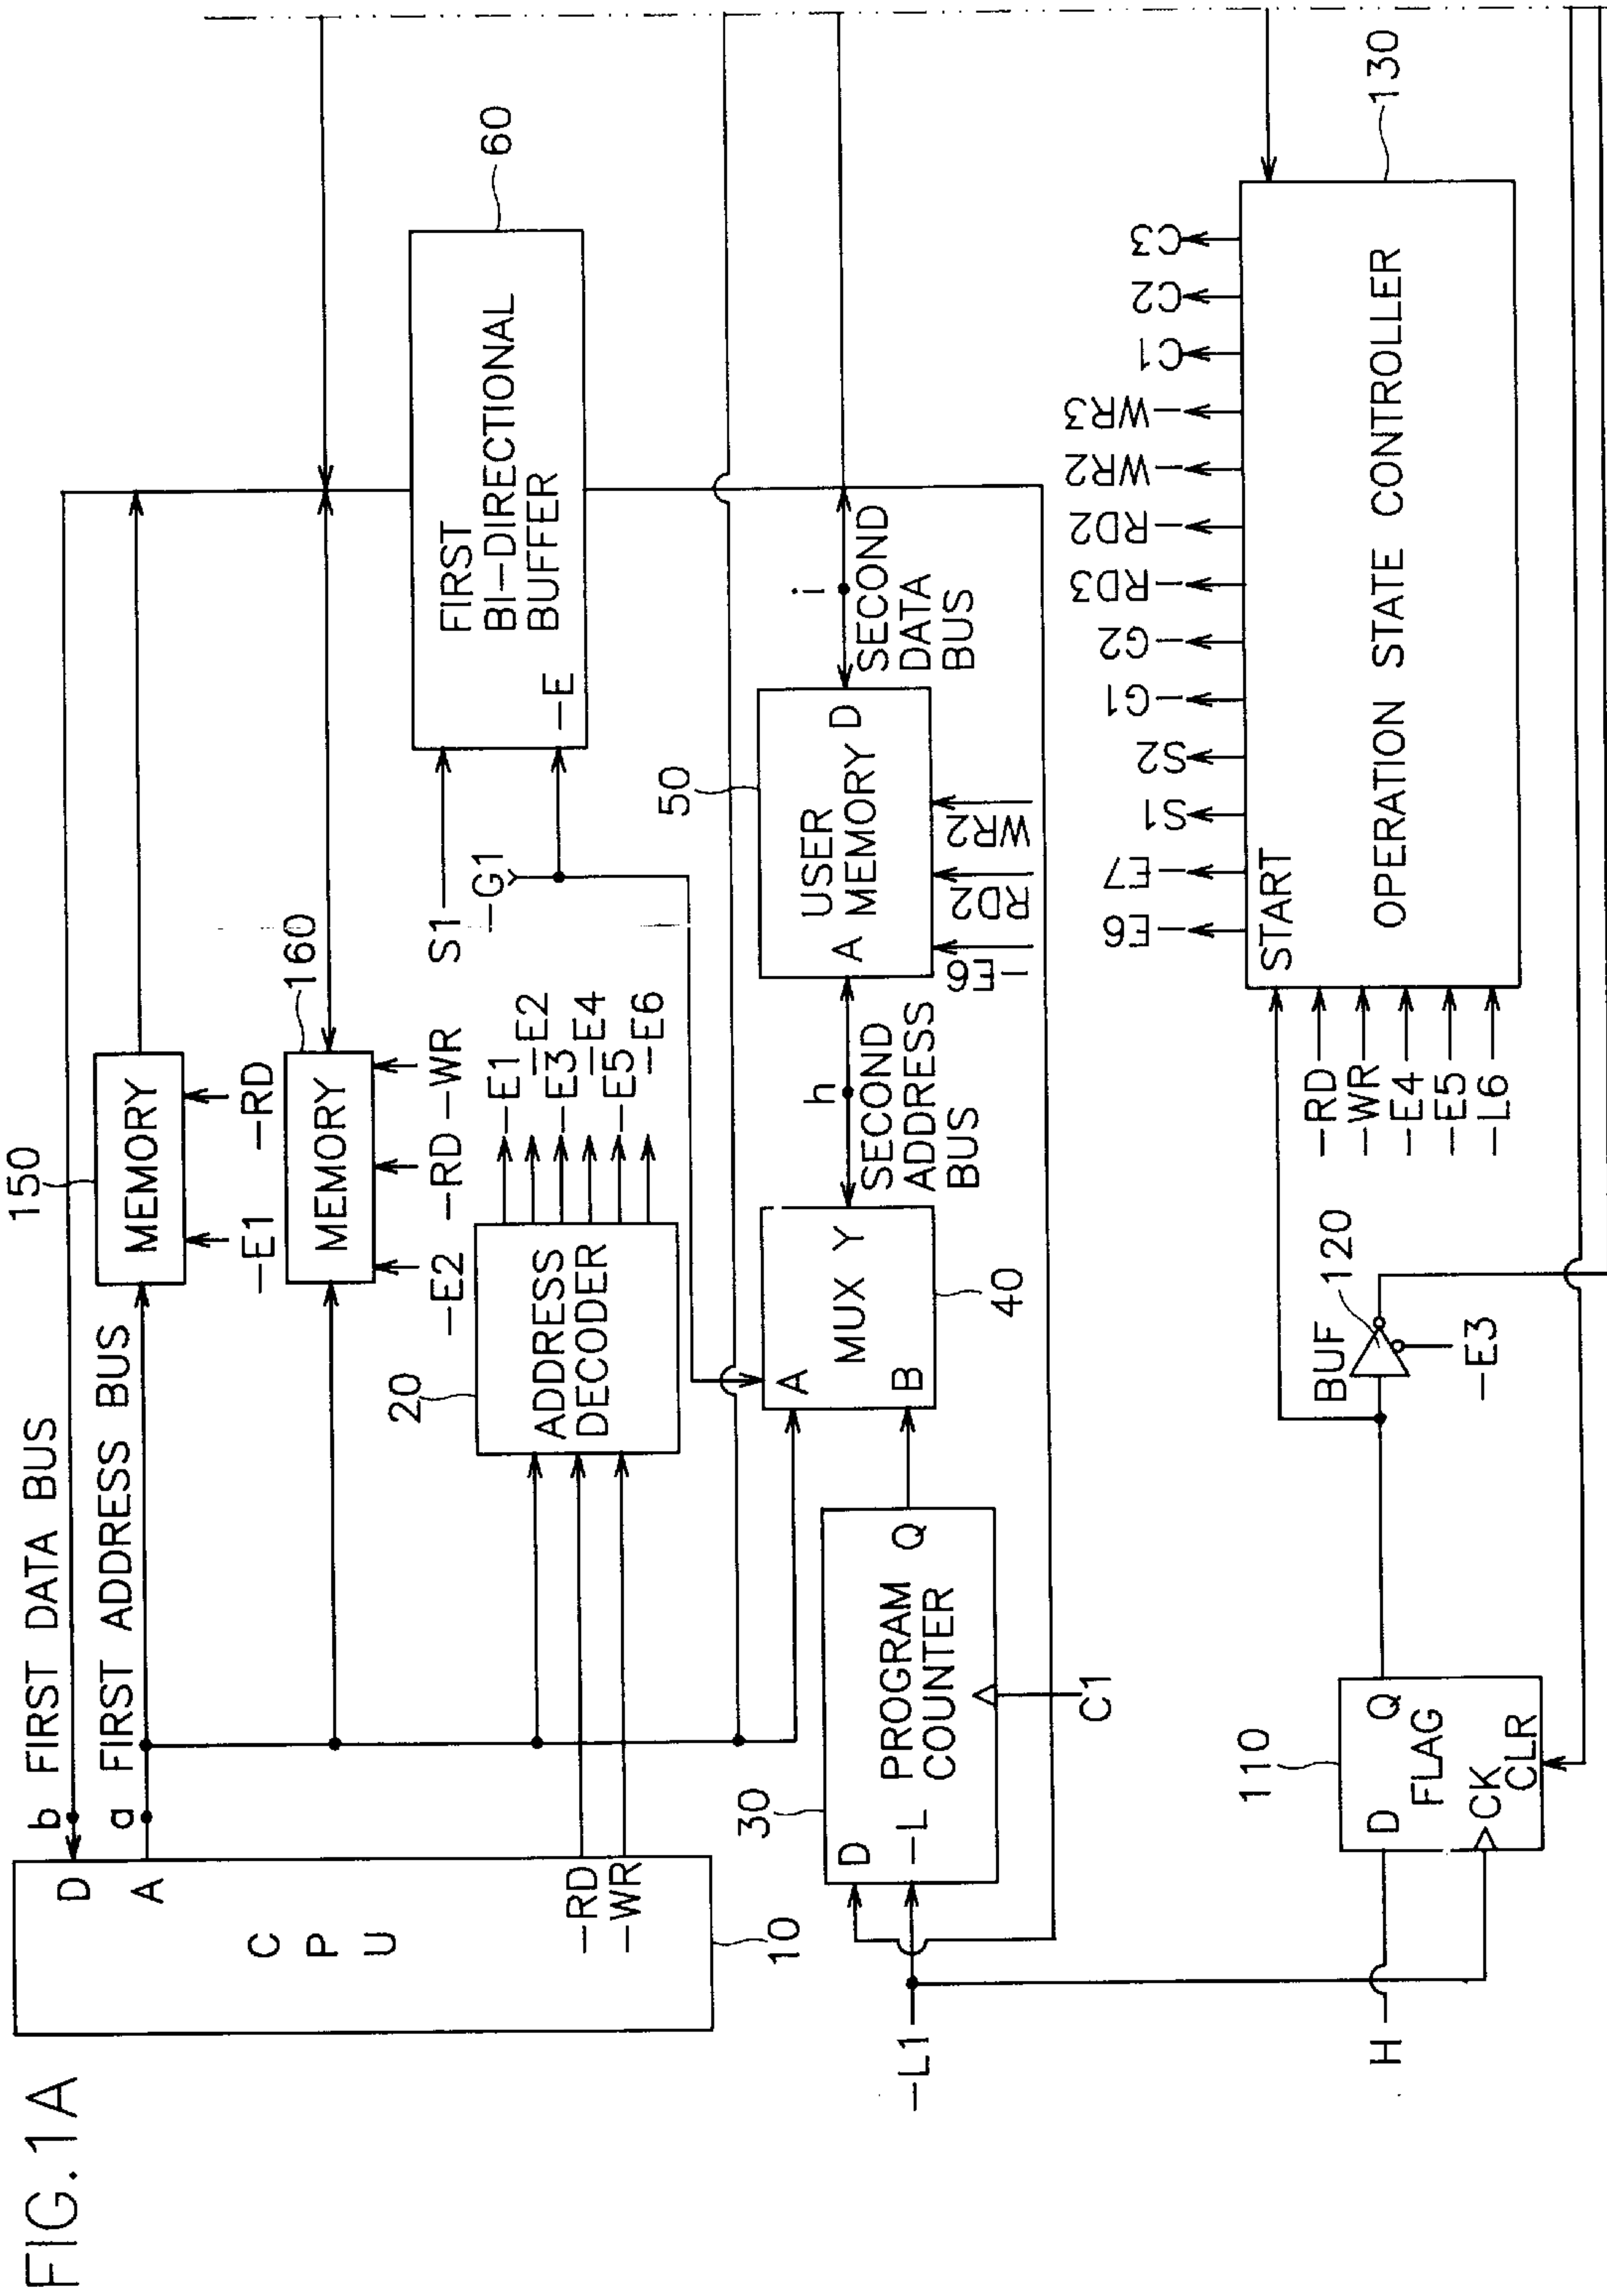 FIG. 1A
b FIRST DATA BUS
a FIRST ADDRESS BUS
D
A
C P U
-RD
-WR
10
150
MEMORY
-E1
-RD
160
MEMORY
-E2
-RD
-WR
20
ADDRESS
DECODER
-E1
-E2
-E3
-E4
-E5
-E6
S1
-G1
60
FIRST
BI-DIRECTIONAL
BUFFER
-E
30
D
-L
PROGRAM
COUNTER
Q
C1
-L1
A
B
MUX Y
40
h
SECOND
ADDRESS
BUS
50
USER
MEMORY
A
D
-E6
RD2
WR2
i
SECOND
DATA
BUS
110
H
D Q
FLAG
CK
CLR
BUF
120
-E3
-RD
-WR
-E4
-E5
-L6
START
OPERATION STATE CONTROLLER
130
-E6
-E7
S1
S2
-G1
-G2
-RD3
-RD2
-WR2
-WR3
C1
C2
C3